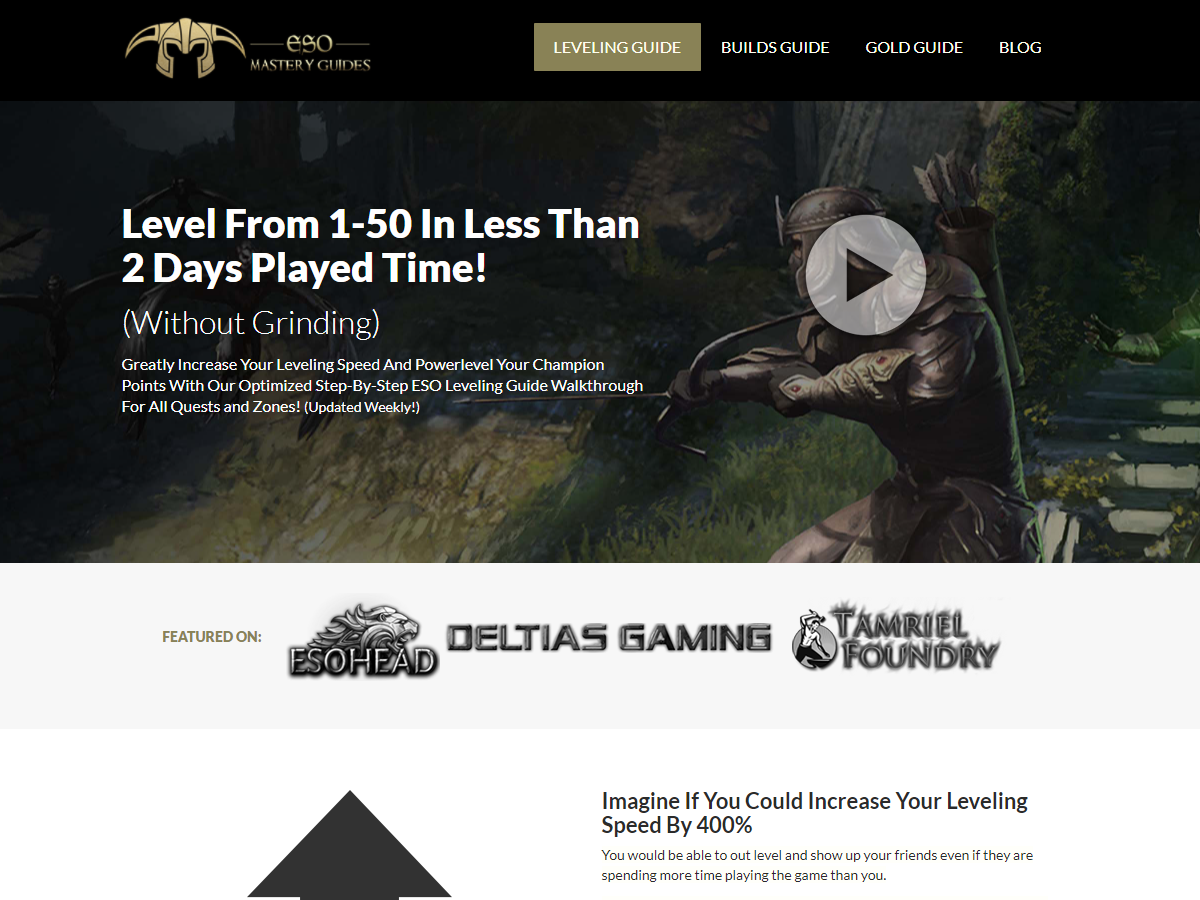 ESO
MASTERY GUIDES
LEVELING GUIDE
BUILDS GUIDE
GOLD GUIDE
BLOG
Level From 1-50 In Less Than
2 Days Played Time!
(Without Grinding)
Greatly Increase Your Leveling Speed And Powerlevel Your Champion
Points With Our Optimized Step-By-Step ESO Leveling Guide Walkthrough
For All Quests and Zones! (Updated Weekly!)
FEATURED ON:
ESOHEAD
DELTIAS GAMING
TAMRIEL
FOUNDRY
Imagine If You Could Increase Your Leveling
Speed By 400%
You would be able to out level and show up your friends even if they are
spending more time playing the game than you.